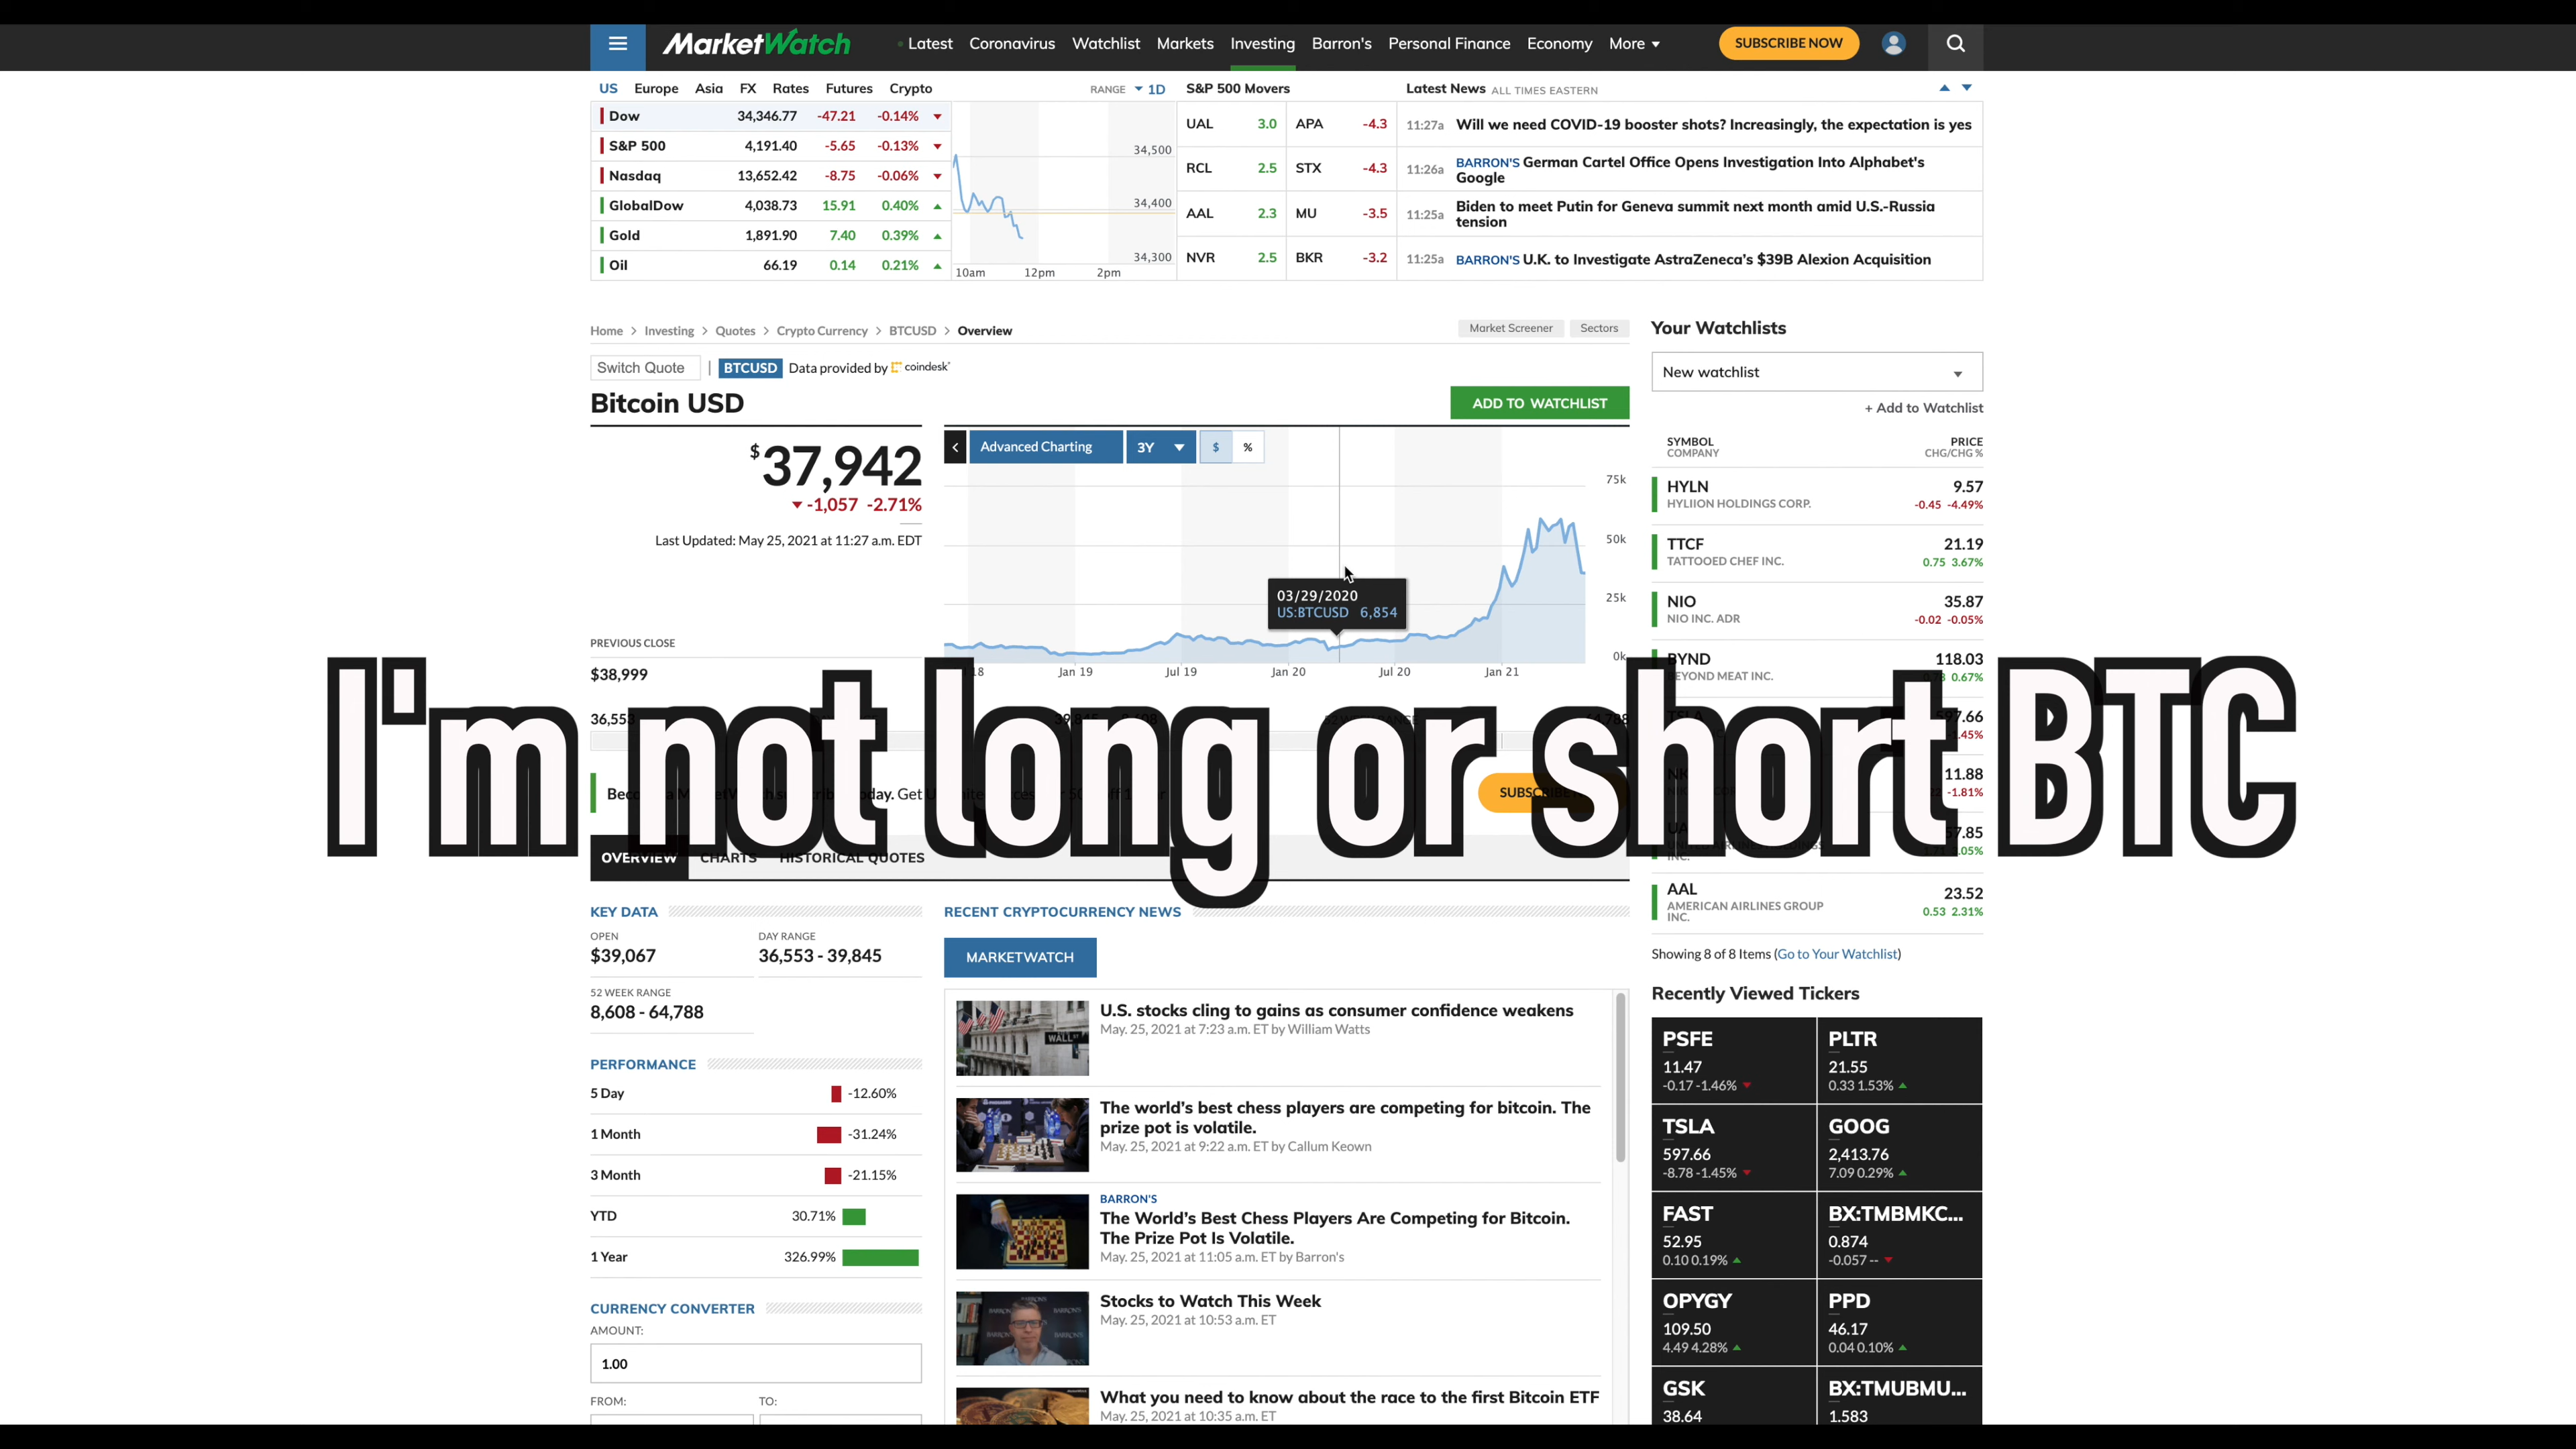 MarketWatch
Latest Coronavirus Watchlist Markets Investing Barron's Personal Finance Economy More
SUBSCRIBE NOW
US Europe Asia FX Rates Futures Crypto
RANGE 1D
Dow 34,346.77 -47.21 -0.14%
S&P 500 4,191.40 -5.65 -0.13%
Nasdaq 13,652.42 -8.75 -0.06%
GlobalDow 4,038.73 15.91 0.40%
Gold 1,891.90 7.40 0.39%
Oil 66.19 0.14 0.21%
34,500
34,400
34,300
10am 12pm 2pm
S&P 500 Movers
UAL 3.0 APA -4.3
RCL 2.5 STX -4.3
AAL 2.3 MU -3.5
NVR 2.5 BKR -3.2
Latest News ALL TIMES EASTERN
11:27a Will we need COVID-19 booster shots? Increasingly, the expectation is yes
11:26a BARRON'S German Cartel Office Opens Investigation Into Alphabet's
Google
11:25a Biden to meet Putin for Geneva summit next month amid U.S.-Russia
tension
11:25a BARRON'S U.K. to Investigate AstraZeneca's $39B Alexion Acquisition
Home > Investing > Quotes > Crypto Currency > BTCUSD > Overview
Market Screener Sectors
Switch Quote | BTCUSD Data provided by coindesk
Bitcoin USD
ADD TO WATCHLIST
$37,942
-1,057 -2.71%
Last Updated: May 25, 2021 at 11:27 a.m. EDT
< Advanced Charting 3Y $ %
75k
50k
25k
0k
03/29/2020
US:BTCUSD 6,854
18 Jan 19 Jul 19 Jan 20 Jul 20 Jan 21
PREVIOUS CLOSE
$38,999
36,553
I'm not long or short BTC
Get
SUBSCRIBE
OVERVIEW CHARTS HISTORICAL QUOTES
KEY DATA
OPEN DAY RANGE
$39,067 36,553 - 39,845
52 WEEK RANGE
8,608 - 64,788
PERFORMANCE
5 Day -12.60%
1 Month -31.24%
3 Month -21.15%
YTD 30.71%
1 Year 326.99%
CURRENCY CONVERTER
AMOUNT:
1.00
FROM: TO:
RECENT CRYPTOCURRENCY NEWS
MARKETWATCH
U.S. stocks cling to gains as consumer confidence weakens
May. 25, 2021 at 7:23 a.m. ET by William Watts
The world's best chess players are competing for bitcoin. The
prize pot is volatile.
May. 25, 2021 at 9:22 a.m. ET by Callum Keown
BARRON'S
The World's Best Chess Players Are Competing for Bitcoin.
The Prize Pot Is Volatile.
May. 25, 2021 at 11:05 a.m. ET by Barron's
Stocks to Watch This Week
May. 25, 2021 at 10:53 a.m. ET
What you need to know about the race to the first Bitcoin ETF
May. 25, 2021 at 10:35 a.m. ET
Your Watchlists
New watchlist
+ Add to Watchlist
SYMBOL PRICE
COMPANY CHG/CHG %
HYLN 9.57
HYLIION HOLDINGS CORP. -0.45 -4.49%
TTCF 21.19
TATTOOED CHEF INC. 0.75 3.67%
NIO 35.87
NIO INC. ADR -0.02 -0.05%
BYND 118.03
BEYOND MEAT INC. 0.67%
11.88
-1.81%
INC.
AAL 23.52
AMERICAN AIRLINES GROUP 0.53 2.31%
INC.
Showing 8 of 8 Items (Go to Your Watchlist)
Recently Viewed Tickers
PSFE
11.47
-0.17 -1.46%
PLTR
21.55
0.33 1.53%
TSLA
597.66
-8.78 -1.45%
GOOG
2,413.76
7.09 0.29%
FAST
52.95
0.10 0.19%
BX:TMBMKC...
0.874
-0.057 --
OPYGY
109.50
4.49 4.28%
PPD
46.17
0.04 0.10%
GSK
38.64
BX:TMUBMU...
1.583